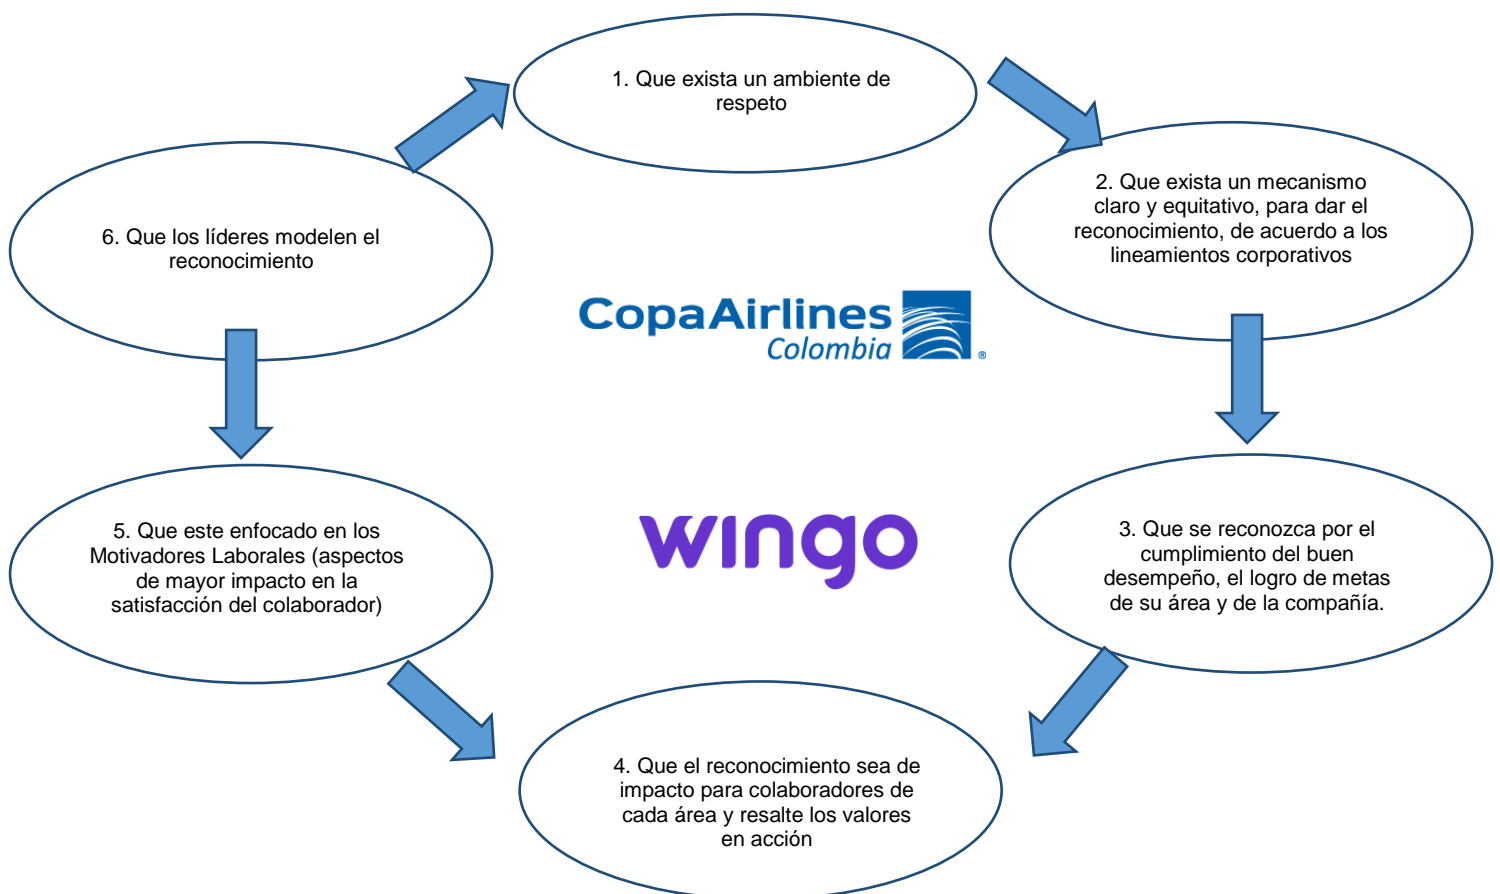 1. Que exista un ambiente de
respeto
2. Que exista un mecanismo
claro y equitativo, para dar el
reconocimiento, de acuerdo a los
lineamientos corporativos
6. Que los líderes modelen el
reconocimiento
CopaAirlines
Colombia
®
wingo
5. Que este enfocado en los
Motivadores Laborales (aspectos
de mayor impacto en la
satisfacción del colaborador)
3. Que se reconozca por el
cumplimiento del buen
desempeño, el logro de metas
de su área y de la compañía.
4. Que el reconocimiento sea de
impacto para colaboradores de
cada área y resalte los valores
en acción